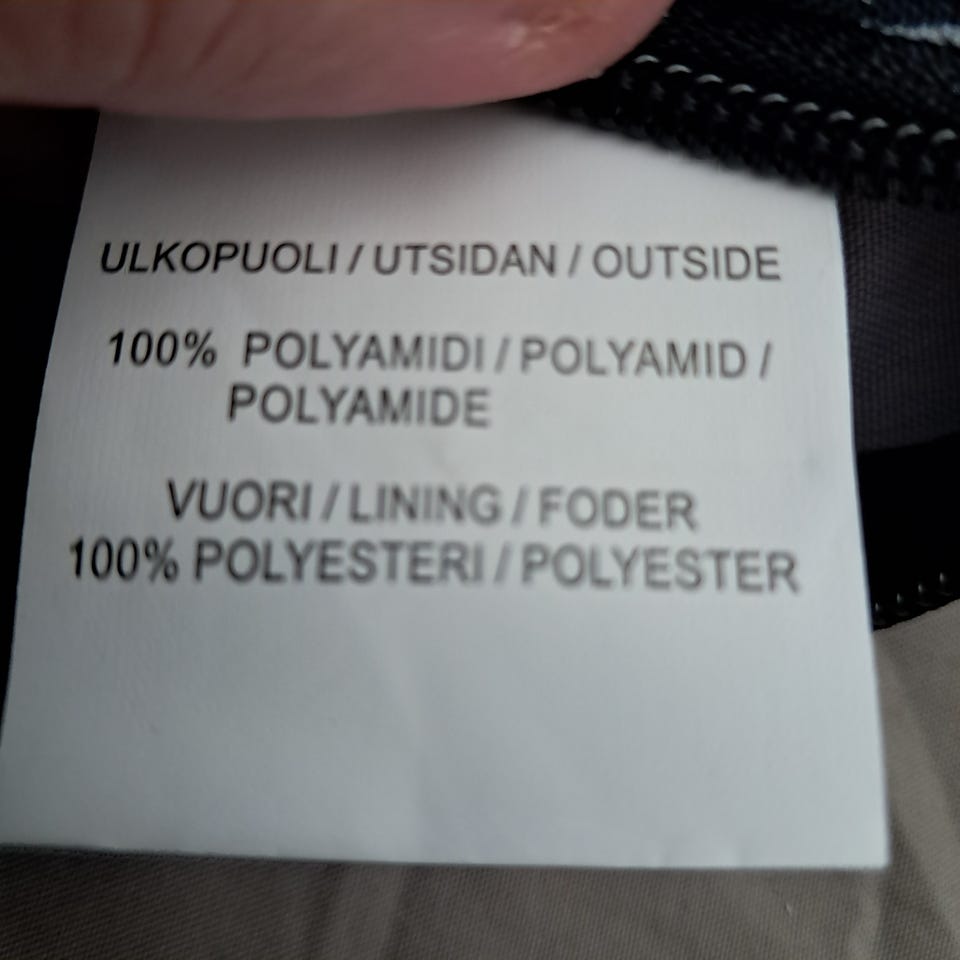 ULKOPUOLI / UTSIDAN / OUTSIDE
100% POLYAMIDI / POLYAMID /
POLYAMIDE
VUORI / LINING / FODER
100% POLYESTERI / POLYESTER